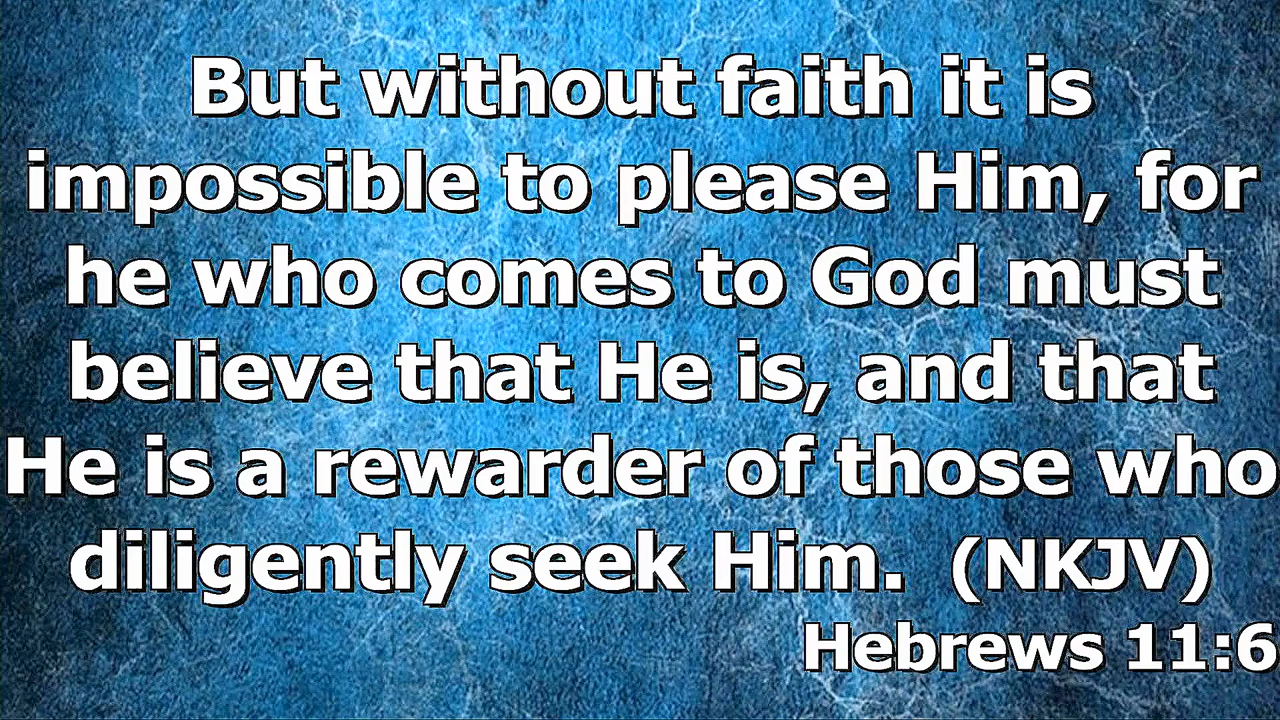 But without faith it is
impossible to please Him, for
he who comes to God must
believe that He is, and that
He is a rewarder of those who
diligently seek Him.  (NKJV)
Hebrews 11:6